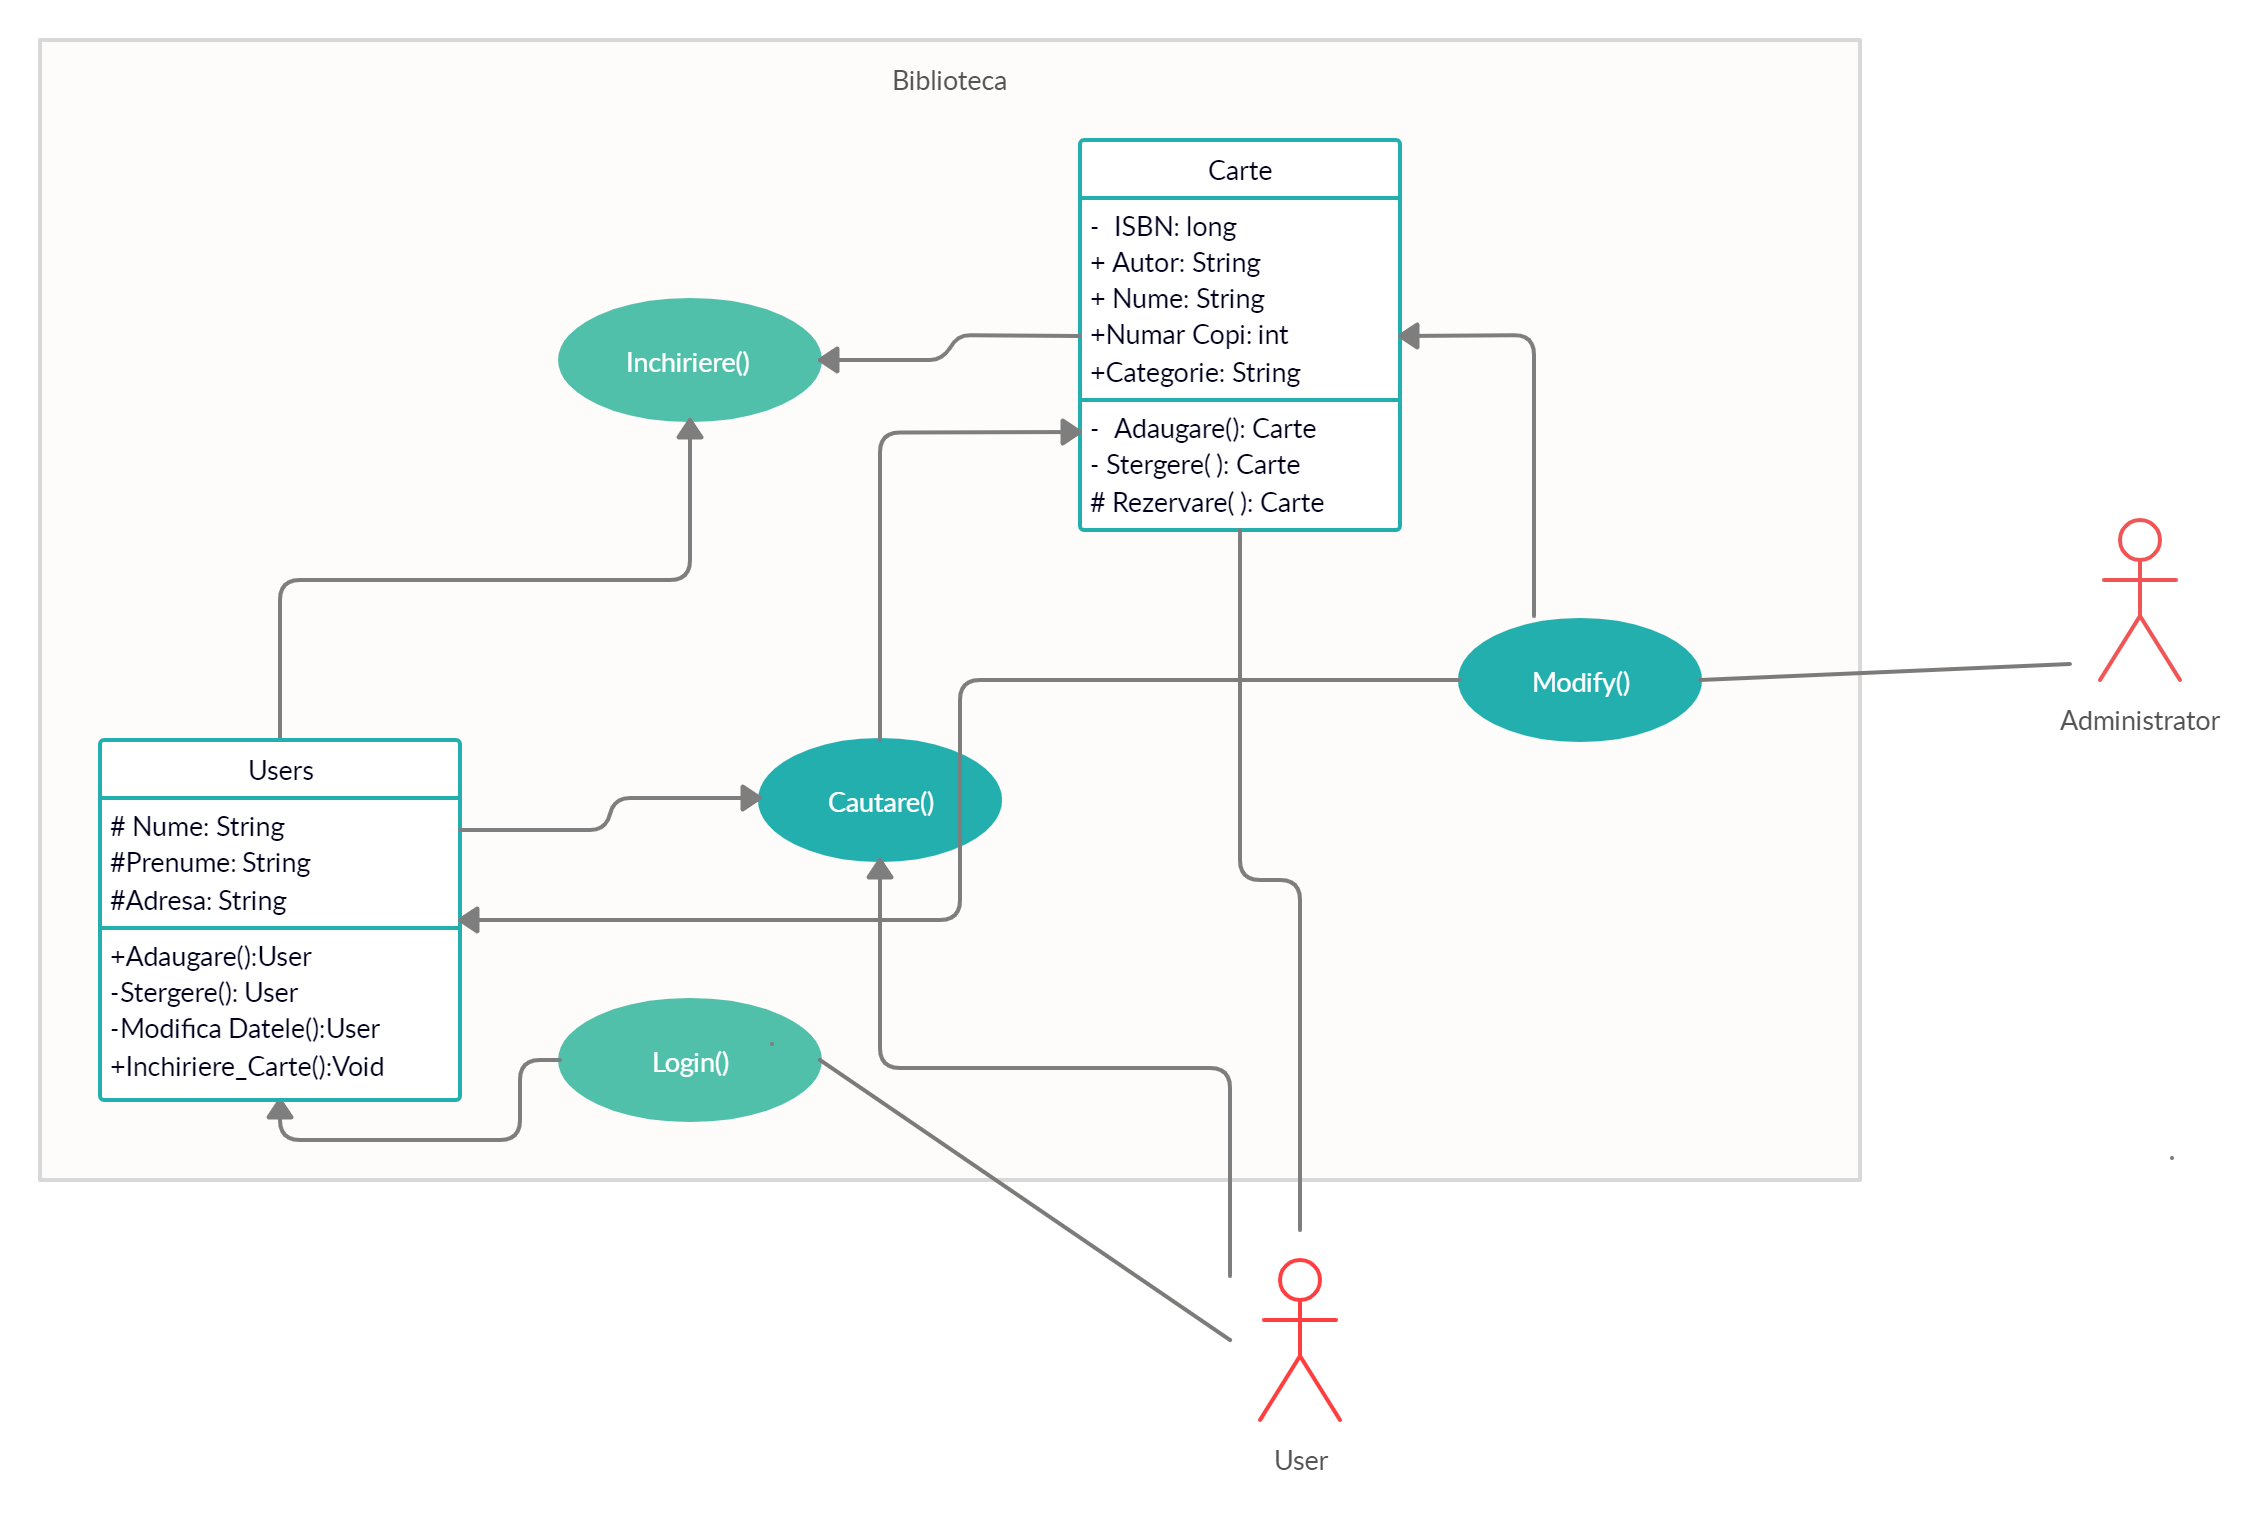 Biblioteca
Carte
-  ISBN: long
+ Autor: String
+ Nume: String
+Numar Copi: int
+Categorie: String
-  Adaugare(): Carte
- Stergere( ): Carte
# Rezervare( ): Carte
Inchiriere()
Modify()
Administrator
Users
# Nume: String
#Prenume: String
#Adresa: String
+Adaugare():User
-Stergere(): User
-Modifica Datele():User
+Inchiriere_Carte():Void
Cautare()
Login()
User